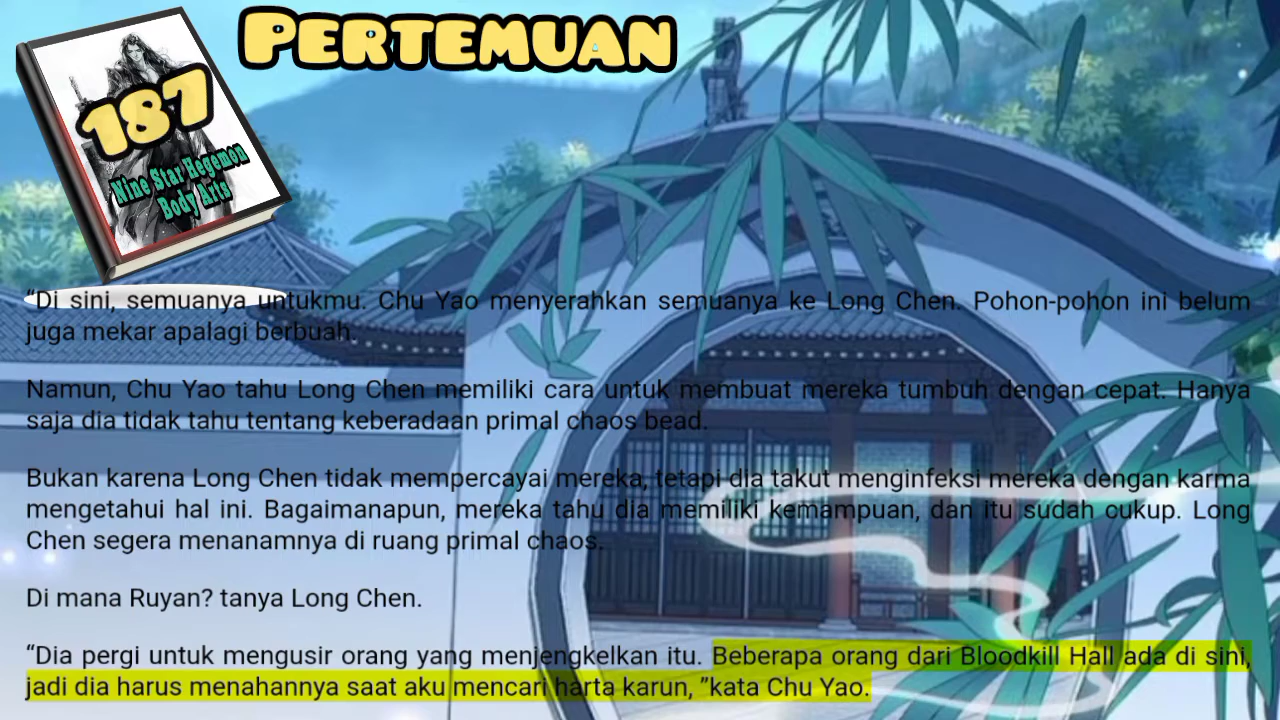 PERTEMUAN
187
Nine Star Hegemon
Body Arts
“Di sini, semuanya untukmu. Chu Yao menyerahkan semuanya ke Long Chen. Pohon-pohon ini belum
juga mekar apalagi berbuah.
Namun, Chu Yao tahu Long Chen memiliki cara untuk membuat mereka tumbuh dengan cepat. Hanya
saja dia tidak tahu tentang keberadaan primal chaos bead.
Bukan karena Long Chen tidak mempercayai mereka, tetapi dia takut menginfeksi mereka dengan karma
mengetahui hal ini. Bagaimanapun, mereka tahu dia memiliki kemampuan, dan itu sudah cukup. Long
Chen segera menanamnya di ruang primal chaos.
Di mana Ruyan? tanya Long Chen.
“Dia pergi untuk mengusir orang yang menjengkelkan itu. Beberapa orang dari Bloodkill Hall ada di sini,
jadi dia harus menahannya saat aku mencari harta karun, ”kata Chu Yao.